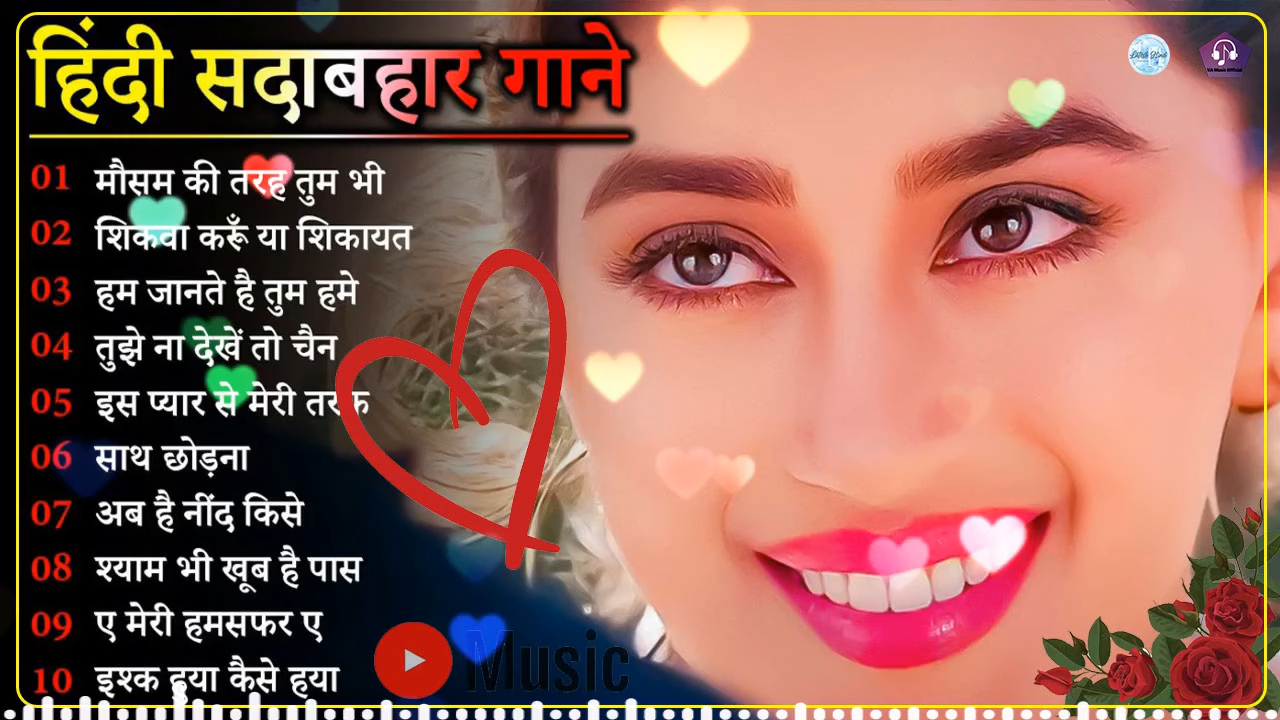 हिंदी सदाबहार गाने
01 मौसम की तरह तुम भी
02 शिकवा करूँ या शिकायत
03 हम जानते है तुम हमे
04 तुझे ना देखें तो चैन
05 इस प्यार से मेरी तरफ
06 साथ छोड़ना
07 अब है नींद किसे
08 श्याम भी खूब है पास
09 ए मेरी हमसफर ए
10 इश्क हुया कैसे हुया
Music